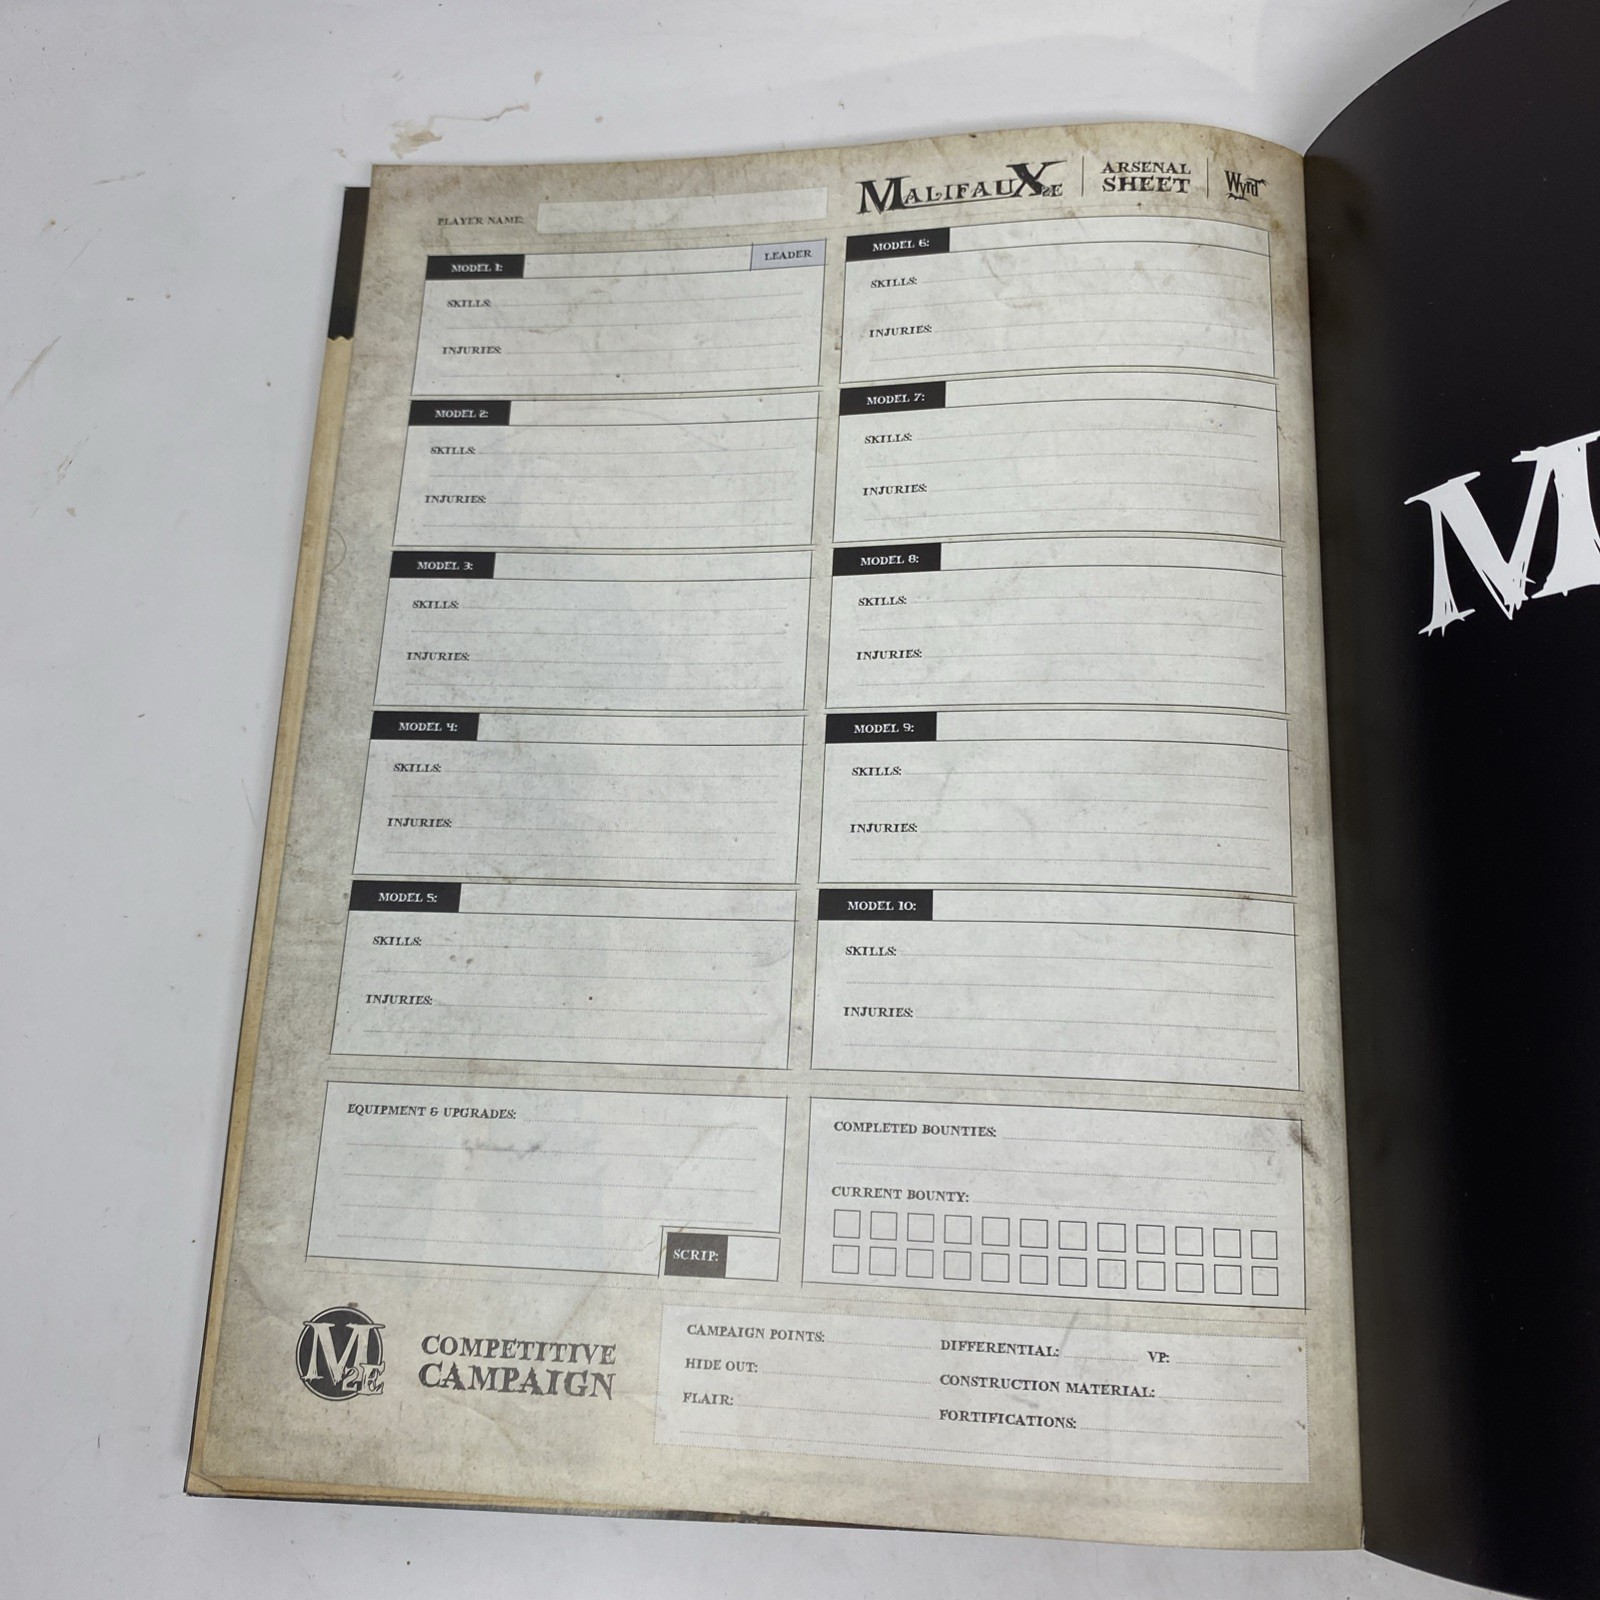 PLAYER NAME:
MALIFAUX2E
ARSENAL
SHEET
Wyrd
MODEL 1:
LEADER
SKILLS:
INJURIES:
MODEL 2:
SKILLS:
INJURIES:
MODEL 3:
SKILLS:
INJURIES:
MODEL 4:
SKILLS:
INJURIES:
MODEL 5:
SKILLS:
INJURIES:
MODEL 6:
SKILLS:
INJURIES:
MODEL 7:
SKILLS:
INJURIES:
MODEL 8:
SKILLS:
INJURIES:
MODEL 9:
SKILLS:
INJURIES:
MODEL 10:
SKILLS:
INJURIES:
EQUIPMENT & UPGRADES:
SCRIP:
COMPLETED BOUNTIES:
CURRENT BOUNTY:
M2E
COMPETITIVE
CAMPAIGN
CAMPAIGN POINTS:
HIDE OUT:
FLAIR:
DIFFERENTIAL: VP:
CONSTRUCTION MATERIAL:
FORTIFICATIONS:
M